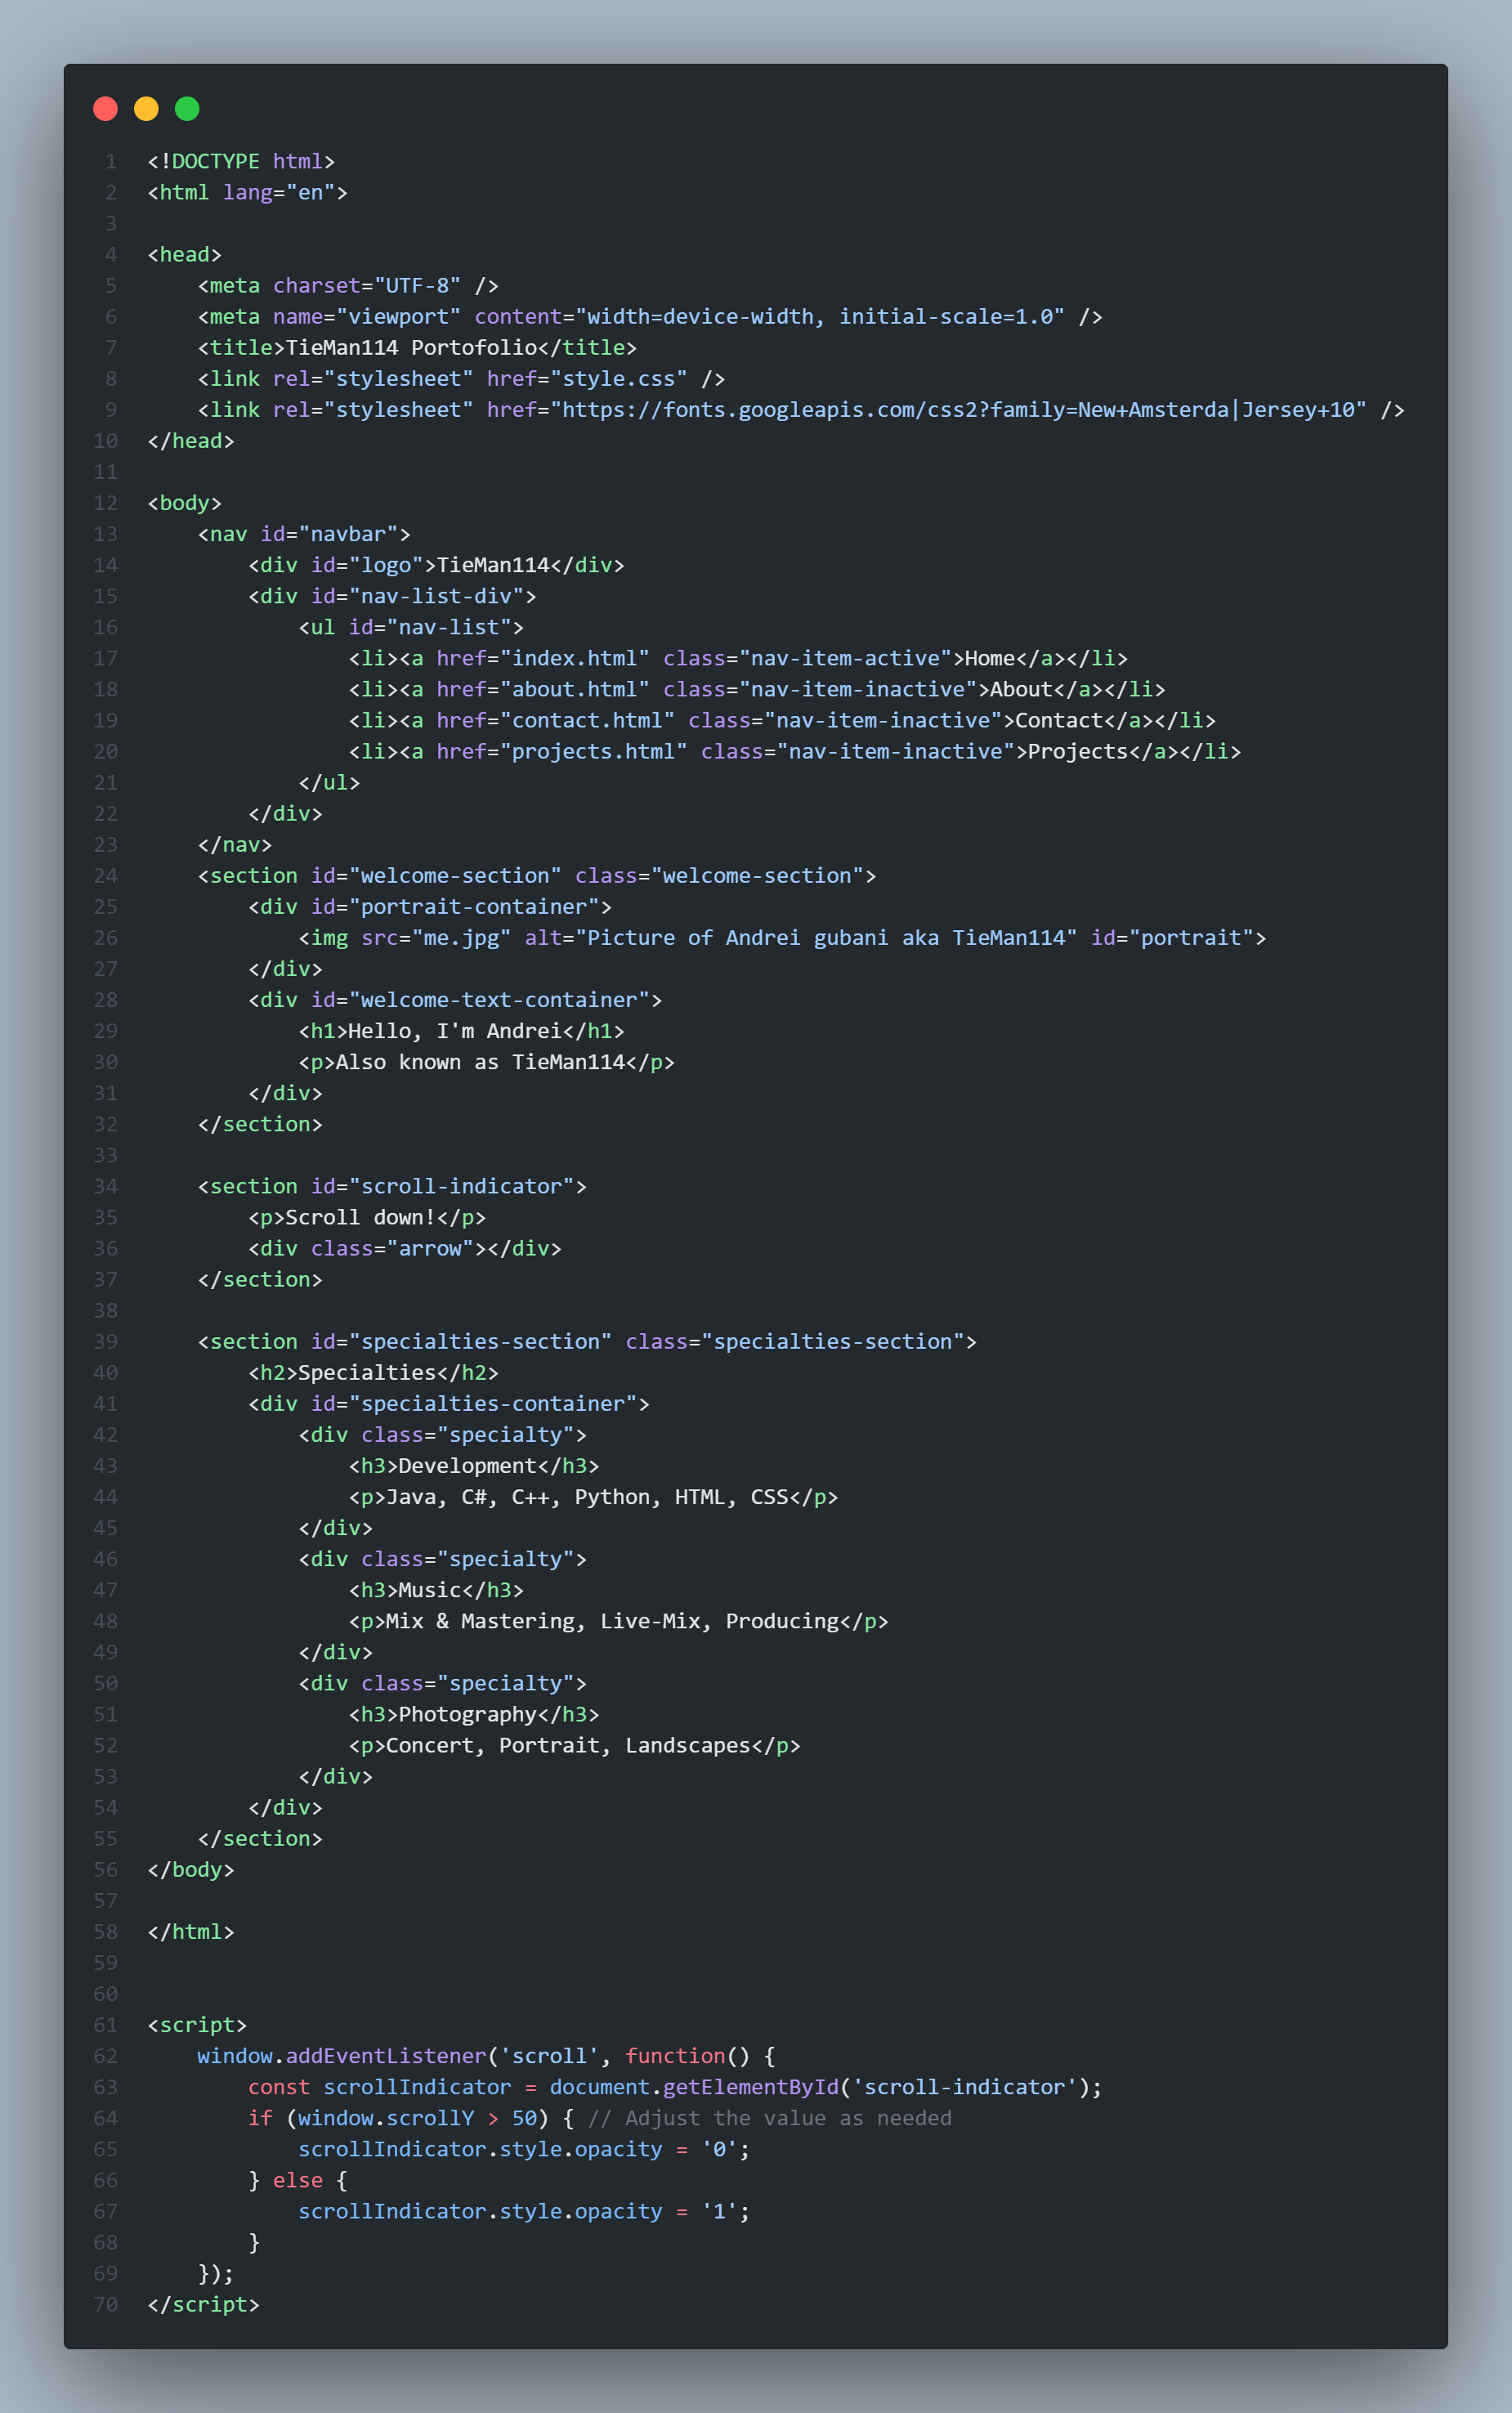 1 <!DOCTYPE html>
2 <html lang="en">
3
4 <head>
5     <meta charset="UTF-8" />
6     <meta name="viewport" content="width=device-width, initial-scale=1.0" />
7     <title>TieMan114 Portofolio</title>
8     <link rel="stylesheet" href="style.css" />
9     <link rel="stylesheet" href="https://fonts.googleapis.com/css2?family=New+Amsterda|Jersey+10" />
10 </head>
11
12 <body>
13     <nav id="navbar">
14         <div id="logo">TieMan114</div>
15         <div id="nav-list-div">
16             <ul id="nav-list">
17                 <li><a href="index.html" class="nav-item-active">Home</a></li>
18                 <li><a href="about.html" class="nav-item-inactive">About</a></li>
19                 <li><a href="contact.html" class="nav-item-inactive">Contact</a></li>
20                 <li><a href="projects.html" class="nav-item-inactive">Projects</a></li>
21             </ul>
22         </div>
23     </nav>
24     <section id="welcome-section" class="welcome-section">
25         <div id="portrait-container">
26             <img src="me.jpg" alt="Picture of Andrei gubani aka TieMan114" id="portrait">
27         </div>
28         <div id="welcome-text-container">
29             <h1>Hello, I'm Andrei</h1>
30             <p>Also known as TieMan114</p>
31         </div>
32     </section>
33
34     <section id="scroll-indicator">
35         <p>Scroll down!</p>
36         <div class="arrow"></div>
37     </section>
38
39     <section id="specialties-section" class="specialties-section">
40         <h2>Specialties</h2>
41         <div id="specialties-container">
42             <div class="specialty">
43                 <h3>Development</h3>
44                 <p>Java, C#, C++, Python, HTML, CSS</p>
45             </div>
46             <div class="specialty">
47                 <h3>Music</h3>
48                 <p>Mix & Mastering, Live-Mix, Producing</p>
49             </div>
50             <div class="specialty">
51                 <h3>Photography</h3>
52                 <p>Concert, Portrait, Landscapes</p>
53             </div>
54         </div>
55     </section>
56 </body>
57
58 </html>
59
60
61 <script>
62     window.addEventListener('scroll', function() {
63         const scrollIndicator = document.getElementById('scroll-indicator');
64         if (window.scrollY > 50) { // Adjust the value as needed
65             scrollIndicator.style.opacity = '0';
66         } else {
67             scrollIndicator.style.opacity = '1';
68         }
69     });
70 </script>